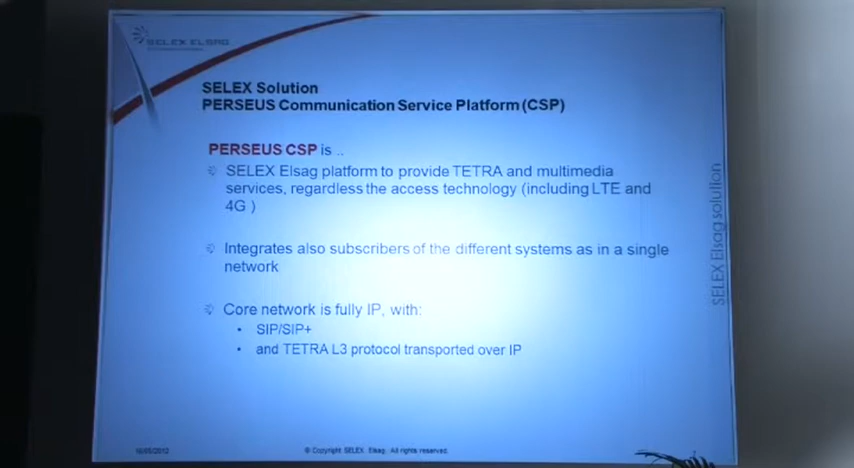 SELEX ELSAG
SELEX Solution
PERSEUS Communication Service Platform (CSP)
PERSEUS CSP is ..
SELEX Elsag platform to provide TETRA and multimedia
services, regardless the access technology (including LTE and
4G )
Integrates also subscribers of the different systems as in a single
network
Core network is fully IP, with:
• SIP/SIP+
• and TETRA L3 protocol transported over IP
SELEX Elsag solution
© Copyright SELEX Elsag. All rights reserved